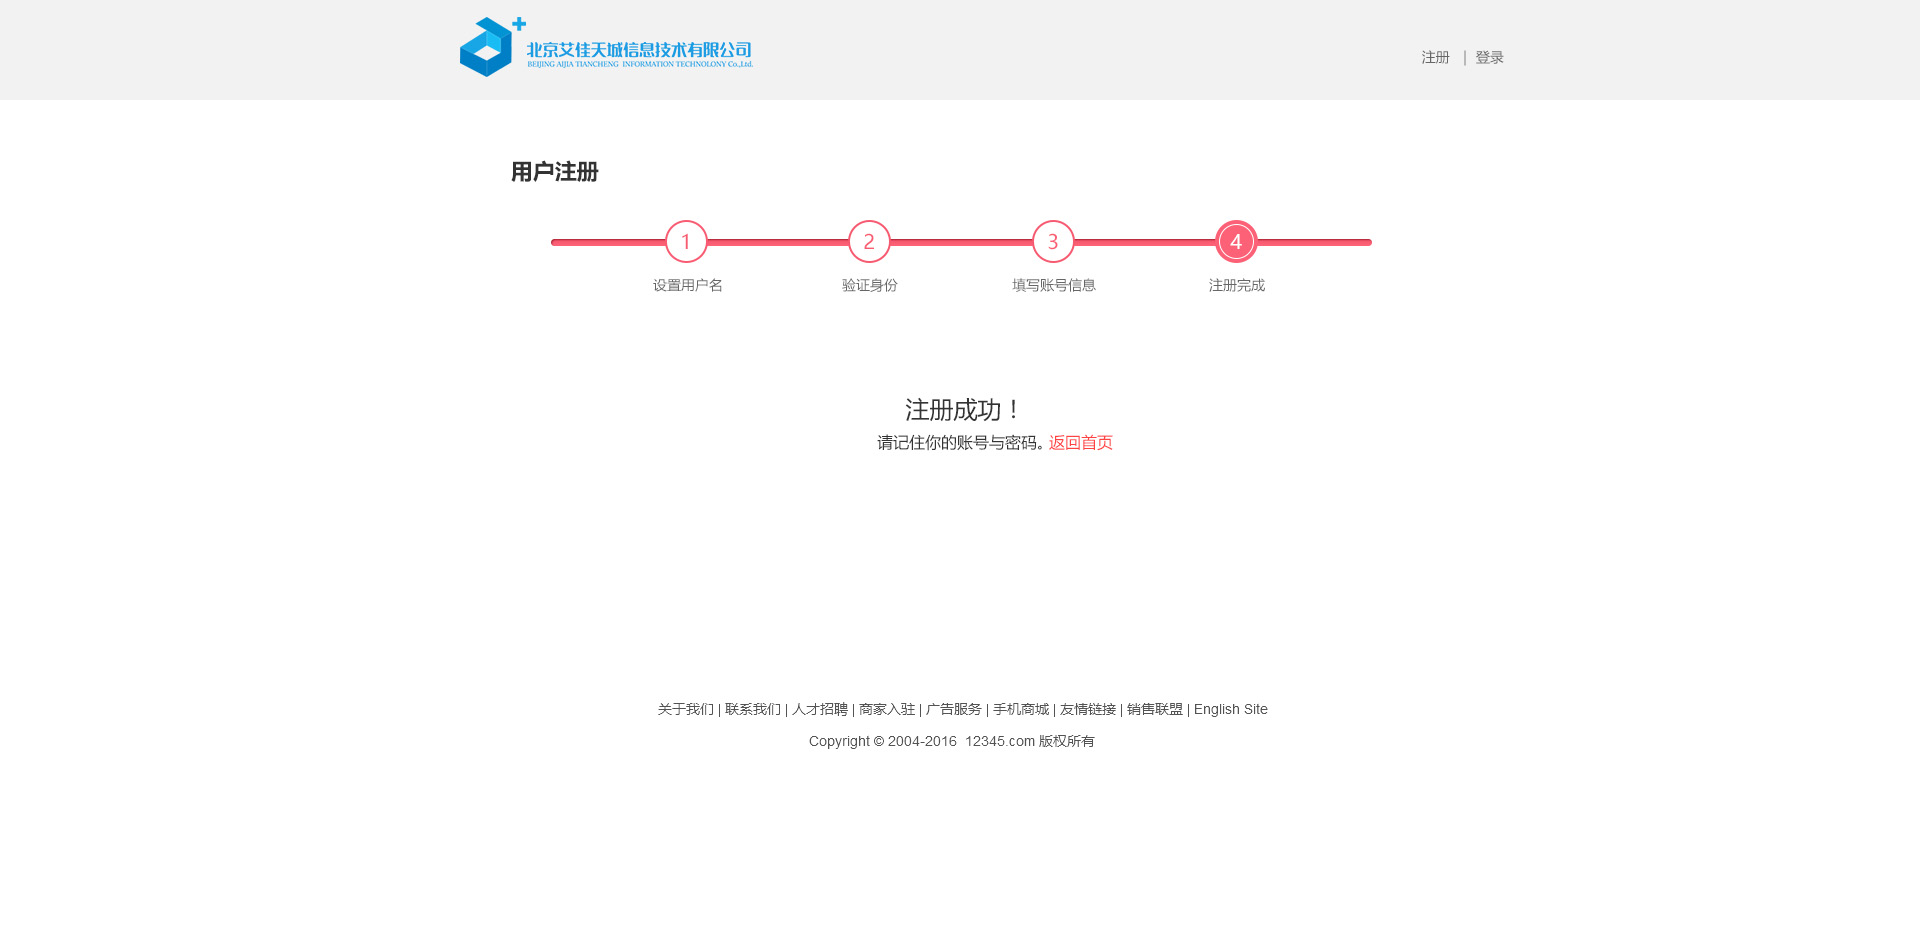 北京艾佳天城信息技术有限公司
BEIJING AIJIA TIANCHENG INFORMATION TECHNOLONY Co.,Ltd.
注册 | 登录
用户注册
1 2 3 4
设置用户名 验证身份 填写账号信息 注册完成
注册成功！
请记住你的账号与密码。返回首页
关于我们 | 联系我们 | 人才招聘 | 商家入驻 | 广告服务 | 手机商城 | 友情链接 | 销售联盟 | English Site
Copyright © 2004-2016 12345.com 版权所有